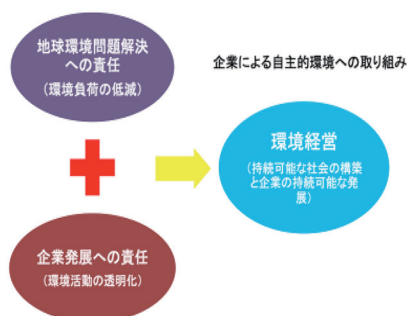 地球環境問題解決
への責任
(環境負荷の低減)
企業発展への責任
(環境活動の透明化)
企業による自主的環境への取り組み
環境経営
(持続可能な社会の構築
と企業の持続可能な発
展)